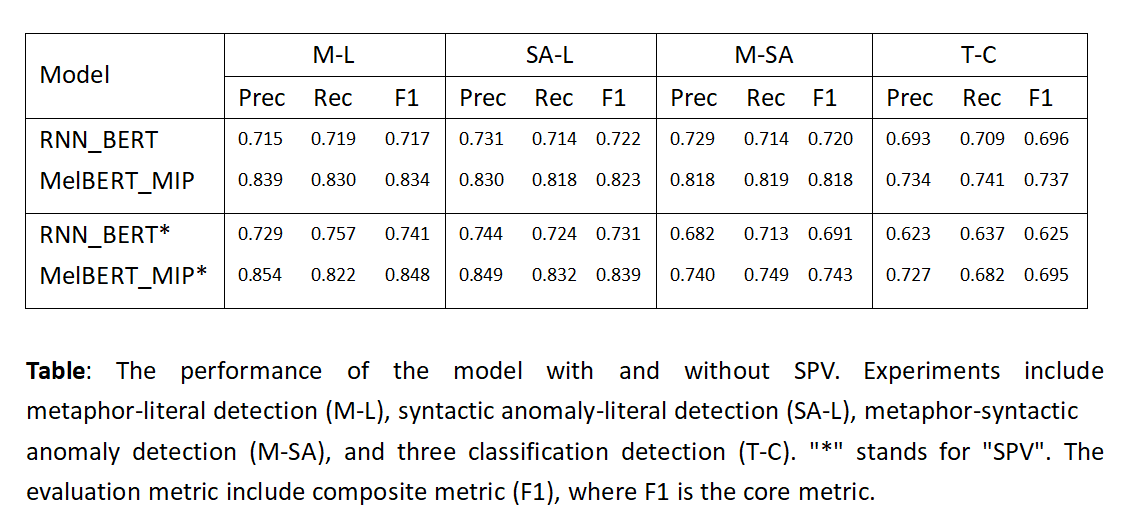 Model M-L SA-L M-SA T-C
Prec Rec F1 Prec Rec F1 Prec Rec F1 Prec Rec F1
RNN_BERT 0.715 0.719 0.717 0.731 0.714 0.722 0.729 0.714 0.720 0.693 0.709 0.696
MelBERT_MIP 0.839 0.830 0.834 0.830 0.818 0.823 0.818 0.819 0.818 0.734 0.741 0.737
RNN_BERT* 0.729 0.757 0.741 0.744 0.724 0.731 0.682 0.713 0.691 0.623 0.637 0.625
MelBERT_MIP* 0.854 0.822 0.848 0.849 0.832 0.839 0.740 0.749 0.743 0.727 0.682 0.695
Table: The performance of the model with and without SPV. Experiments include
metaphor-literal detection (M-L), syntactic anomaly-literal detection (SA-L), metaphor-syntactic
anomaly detection (M-SA), and three classification detection (T-C). "*" stands for "SPV". The
evaluation metric include composite metric (F1), where F1 is the core metric.